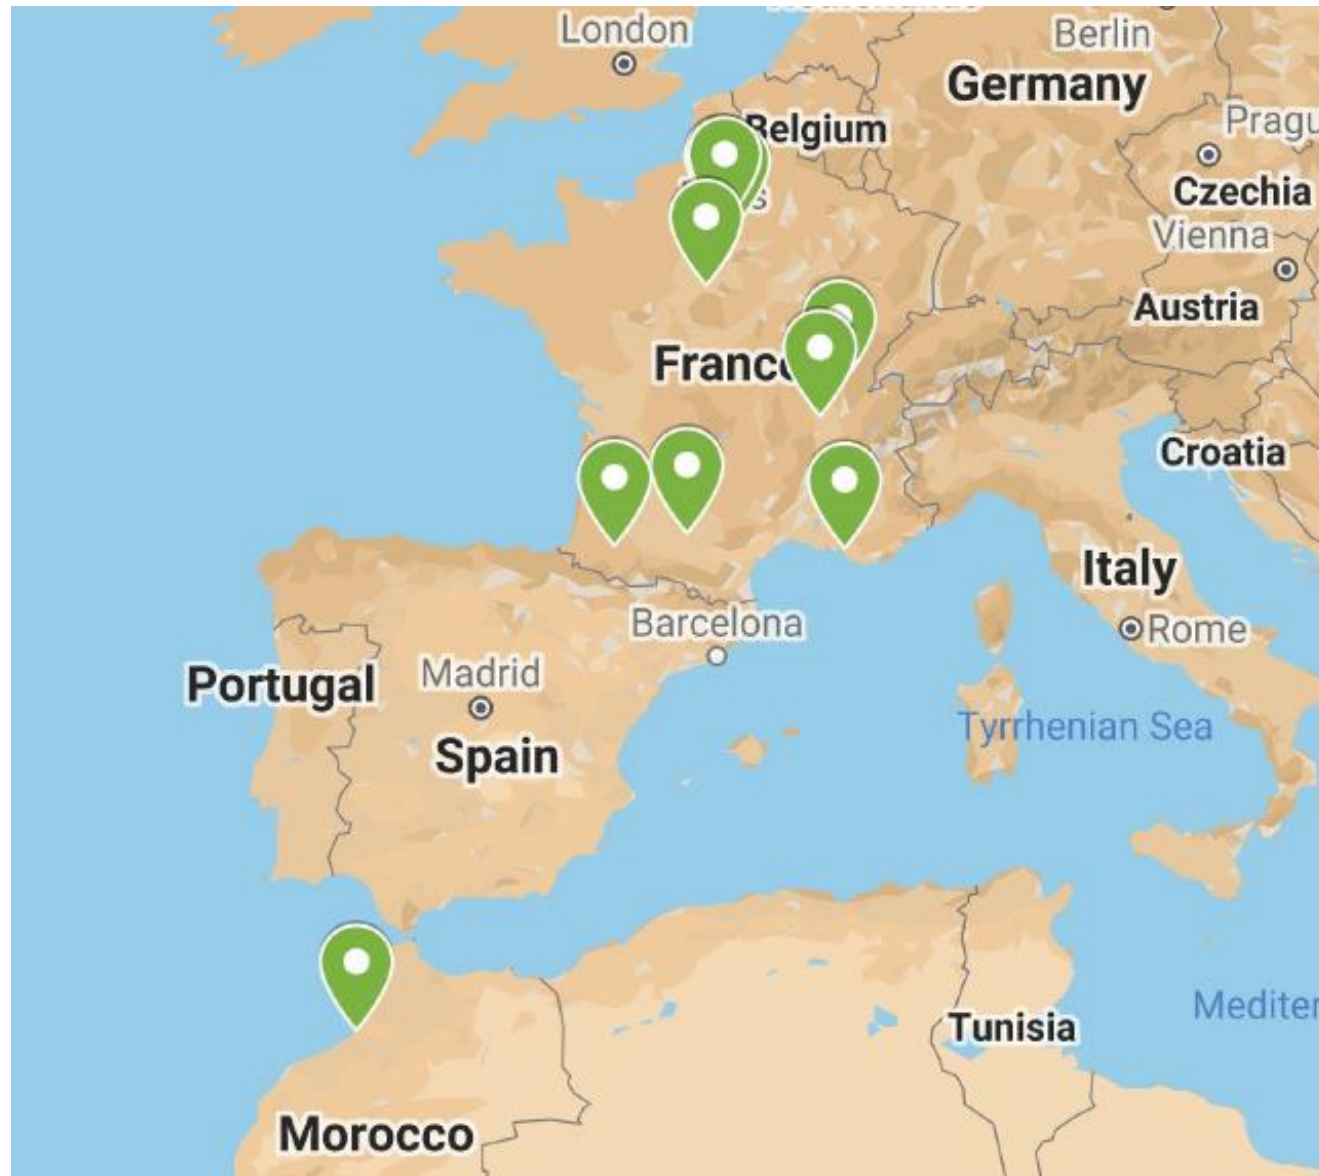 London
Berlin
Germany
Belgium
Pragu
Czechia
Vienna
Austria
France
Croatia
Italy
Rome
Barcelona
Portugal
Madrid
Spain
Tyrrhenian Sea
Mediter
Tunisia
Morocco